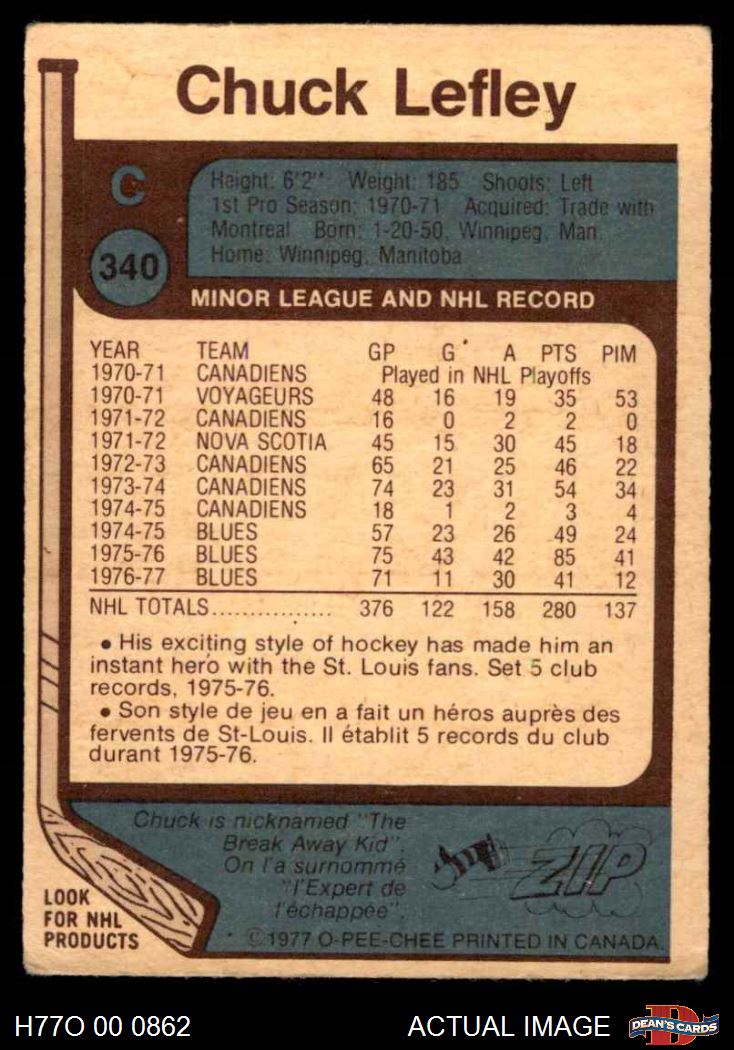 Chuck Lefley
C
340
Height: 6'2" Weight: 185 Shoots: Left
1st Pro Season: 1970-71 Acquired: Trade with
Montreal Born: 1-20-50, Winnipeg, Man.
Home: Winnipeg, Manitoba
MINOR LEAGUE AND NHL RECORD
YEAR TEAM GP G A PTS PIM
1970-71 CANADIENS Played in NHL Playoffs
1970-71 VOYAGEURS 48 16 19 35 53
1971-72 CANADIENS 16 0 2 2 0
1971-72 NOVA SCOTIA 45 15 30 45 18
1972-73 CANADIENS 65 21 25 46 22
1973-74 CANADIENS 74 23 31 54 34
1974-75 CANADIENS 18 1 2 3 4
1974-75 BLUES 57 23 26 49 24
1975-76 BLUES 75 43 42 85 41
1976-77 BLUES 71 11 30 41 12
NHL TOTALS................ 376 122 158 280 137
• His exciting style of hockey has made him an
instant hero with the St. Louis fans. Set 5 club
records, 1975-76.
• Son style de jeu en a fait un héros auprès des
fervents de St-Louis. Il établit 5 records du club
durant 1975-76.
Chuck is nicknamed "The
Break Away Kid".
On l'a surnommé
"l'Expert de
l'échappée".
ZIP
LOOK
FOR NHL
PRODUCTS
©1977 O-PEE-CHEE PRINTED IN CANADA.
H77O 00 0862
ACTUAL IMAGE
DEAN'S CARDS